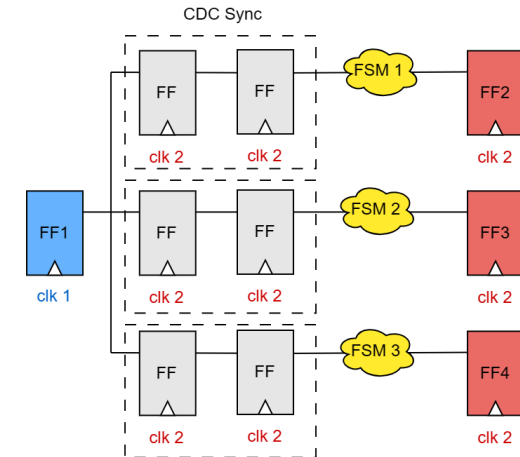 CDC Sync
FF
FF
FSM 1
FF2
clk 2
clk 2
clk 2
FF1
FF
FF
FSM 2
FF3
clk 1
clk 2
clk 2
clk 2
FF
FF
FSM 3
FF4
clk 2
clk 2
clk 2